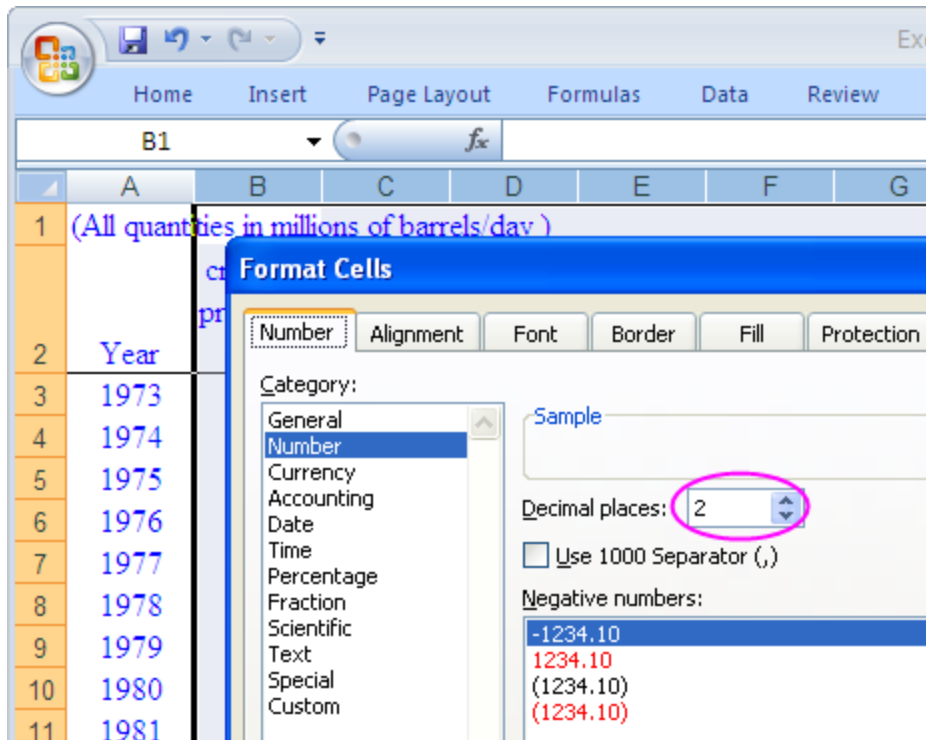 Ex
Home Insert Page Layout Formulas Data Review
B1 fx
A B C D E F G
1 (All quantities in millions of barrels/day )
cr
pr
2 Year
3 1973
4 1974
5 1975
6 1976
7 1977
8 1978
9 1979
10 1980
11 1981
Format Cells
Number Alignment Font Border Fill Protection
Category:
General
Number
Currency
Accounting
Date
Time
Percentage
Fraction
Scientific
Text
Special
Custom
Sample
Decimal places: 2
Use 1000 Separator (,)
Negative numbers:
-1234.10
1234.10
(1234.10)
(1234.10)